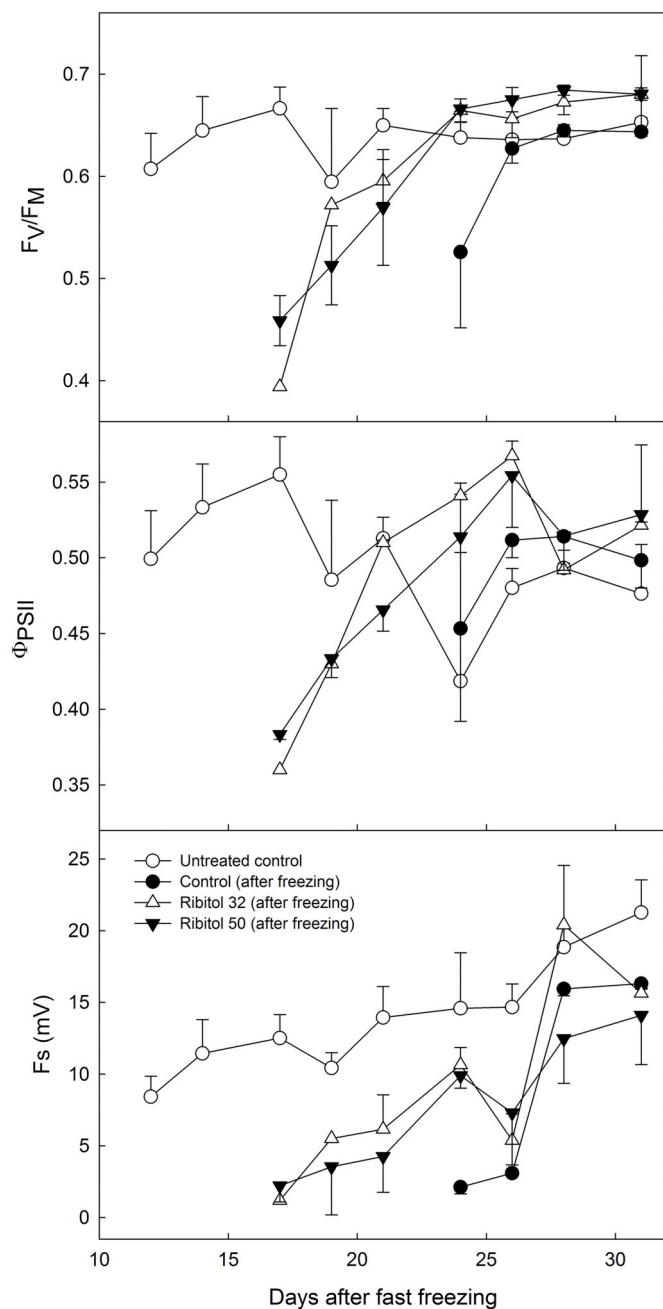 0.7
0.6
0.5
0.4
FV/FM
0.55
0.50
0.45
0.40
0.35
ΦPSII
Untreated control
Control (after freezing)
Ribitol 32 (after freezing)
Ribitol 50 (after freezing)
25
20
15
10
5
0
Fs (mV)
10 15 20 25 30
Days after fast freezing